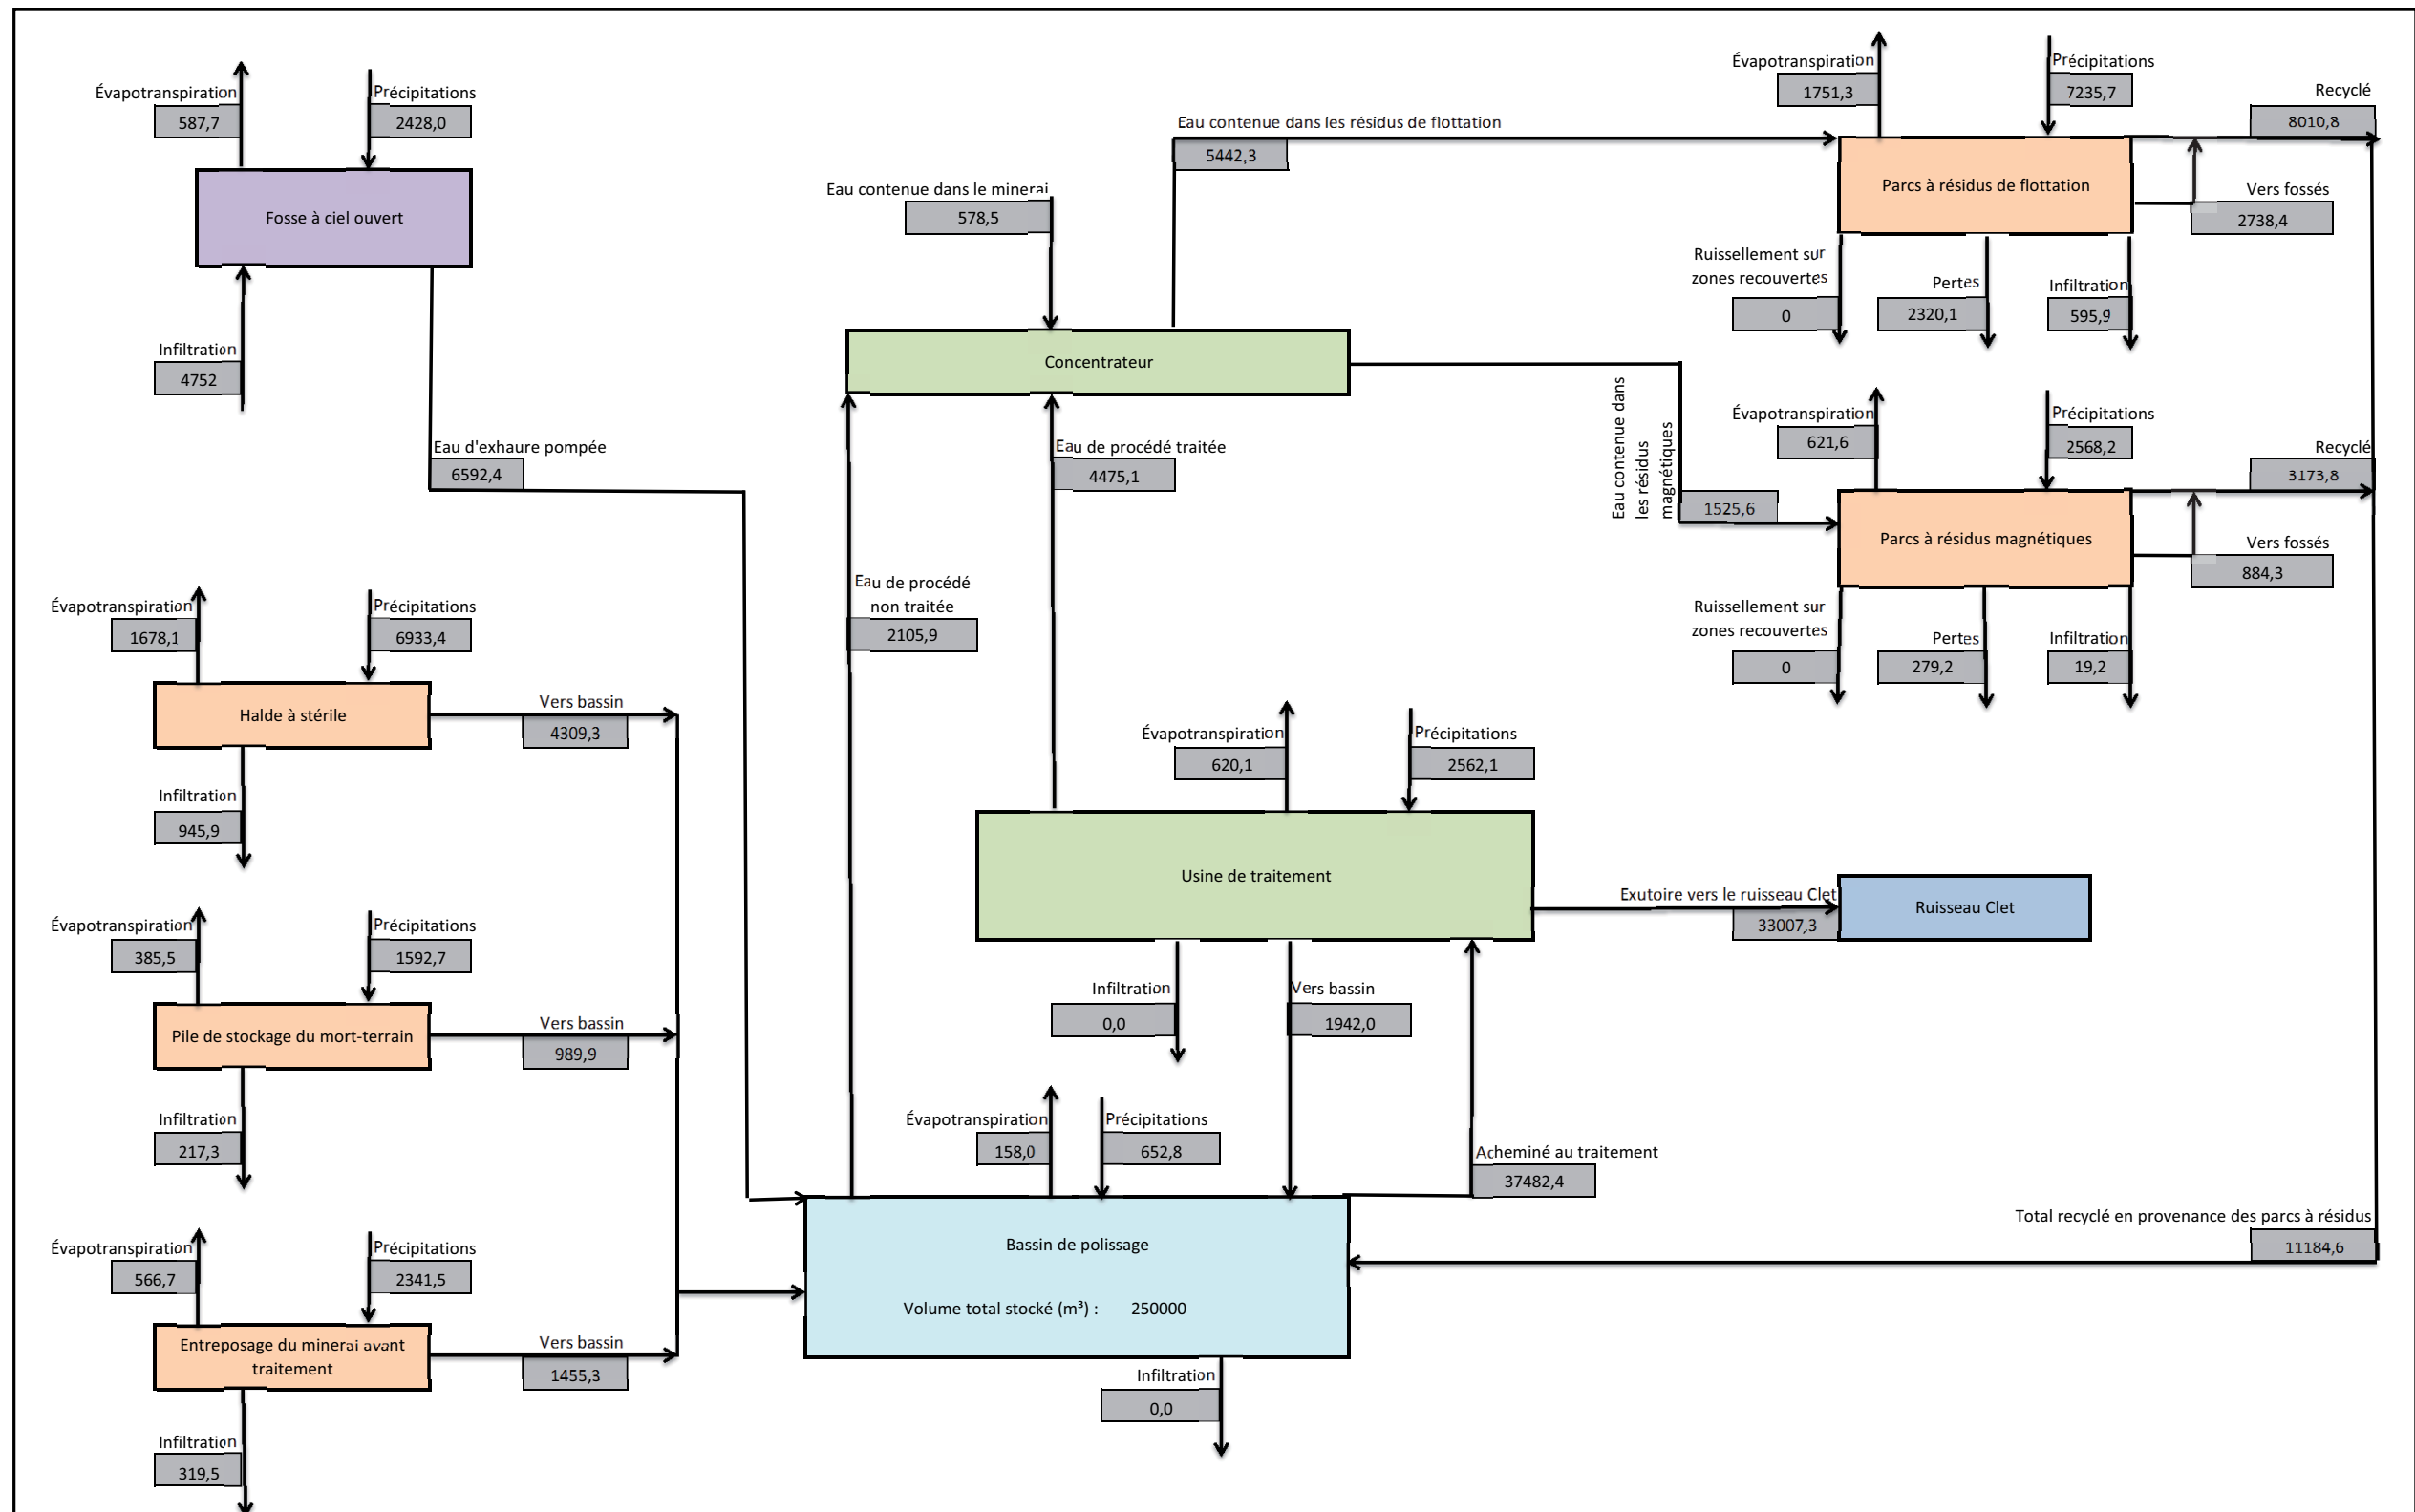 Évapotranspiration
587,7
Précipitations
2428,0
Fosse à ciel ouvert
Infiltration
4752
Eau d'exhaure pompée
6592,4
Évapotranspiration
1678,1
Précipitations
6933,4
Halde à stérile
Vers bassin
4309,3
Infiltration
945,9
Évapotranspiration
385,5
Précipitations
1592,7
Pile de stockage du mort-terrain
Vers bassin
989,9
Infiltration
217,3
Évapotranspiration
566,7
Précipitations
2341,5
Entreposage du minerai avant
traitement
Vers bassin
1455,3
Infiltration
319,5
Eau contenue dans les résidus de flottation
5442,3
Eau contenue dans le minerai
578,5
Concentrateur
Eau de procédé traitée
4475,1
Eau de procédé
non traitée
2105,9
Eau contenue dans
les résidus
magnétiques
1525,6
Évapotranspiration
620,1
Précipitations
2562,1
Usine de traitement
Exutoire vers le ruisseau Clet
33007,3
Ruisseau Clet
Infiltration
0,0
Vers bassin
1942,0
Évapotranspiration
158,0
Précipitations
652,8
Acheminé au traitement
37482,4
Bassin de polissage
Volume total stocké (m³) : 250000
Infiltration
0,0
Évapotranspiration
1751,3
Précipitations
7235,7
Recyclé
8010,8
Parcs à résidus de flottation
Vers fossés
2738,4
Ruissellement sur
zones recouvertes
0
Pertes
2320,1
Infiltration
595,9
Évapotranspiration
621,6
Précipitations
2568,2
Recyclé
3173,8
Parcs à résidus magnétiques
Vers fossés
884,3
Ruissellement sur
zones recouvertes
0
Pertes
279,2
Infiltration
19,2
Total recyclé en provenance des parcs à résidus
11184,6